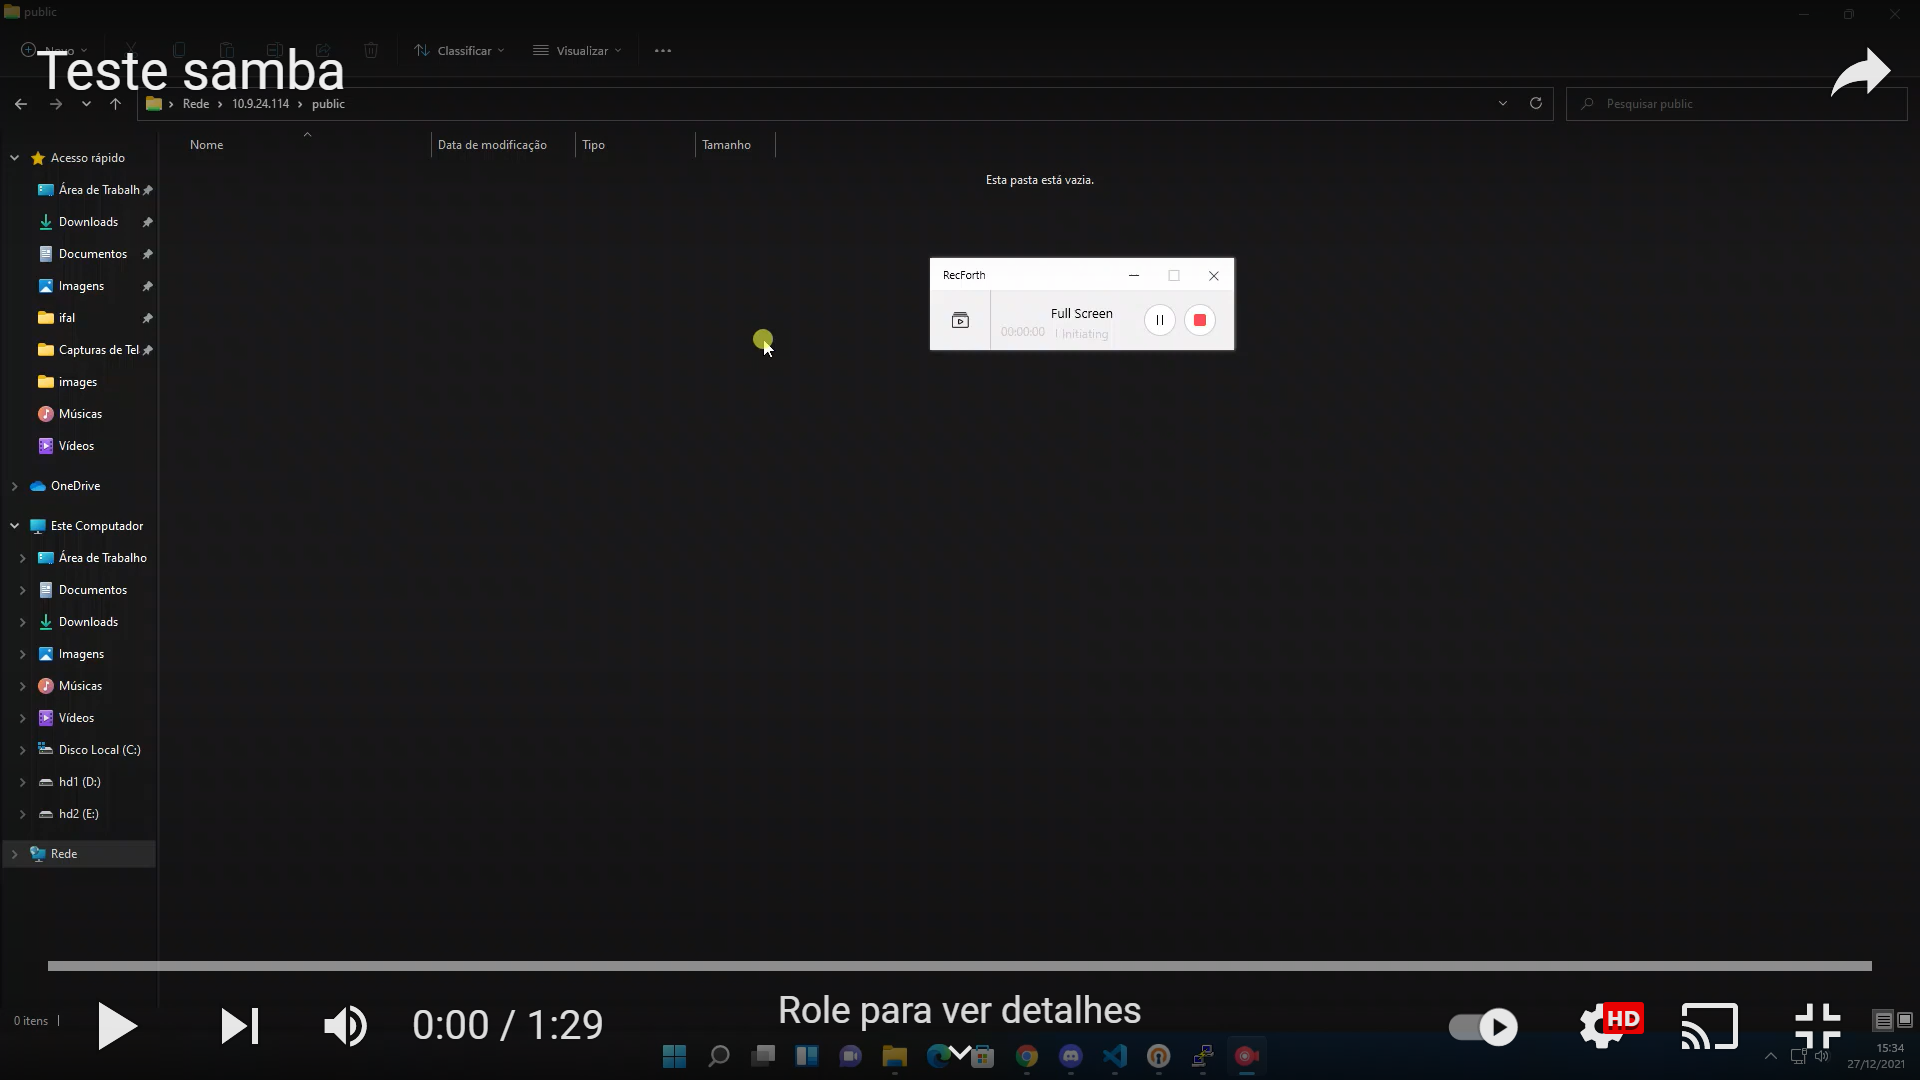 public
Novo
Classificar
Visualizar
Teste samba
Rede
10.9.24.114
public
Pesquisar public
Nome
Data de modificação
Tipo
Tamanho
Esta pasta está vazia.
Acesso rápido
Área de Trabalh
Downloads
Documentos
Imagens
ifal
Capturas de Tel
images
Músicas
Vídeos
OneDrive
Este Computador
Área de Trabalho
Documentos
Downloads
Imagens
Músicas
Vídeos
Disco Local (C:)
hd1 (D:)
hd2 (E:)
Rede
RecForth
Full Screen
00:00:00 | Initiating
0 itens
0:00 / 1:29
Role para ver detalhes
HD
15:34
27/12/2021